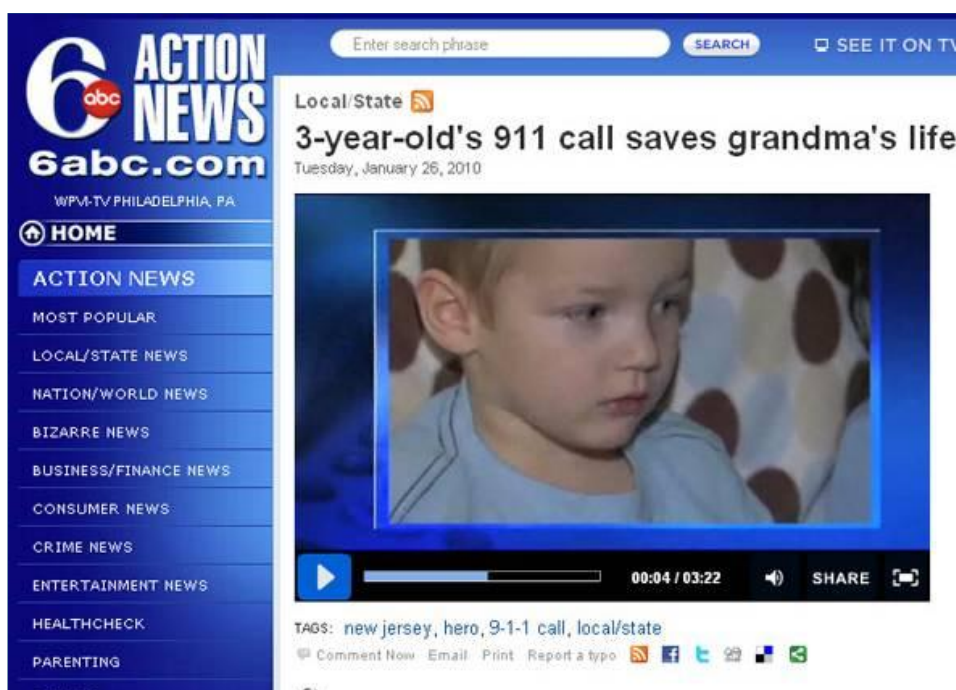 ACTION
NEWS
6 abc
6abc.com
WPVI-TV PHILADELPHIA, PA
HOME
ACTION NEWS
MOST POPULAR
LOCAL/STATE NEWS
NATION/WORLD NEWS
BIZARRE NEWS
BUSINESS/FINANCE NEWS
CONSUMER NEWS
CRIME NEWS
ENTERTAINMENT NEWS
HEALTHCHECK
PARENTING
Enter search phrase SEARCH SEE IT ON TV
Local/State
3-year-old's 911 call saves grandma's life
Tuesday, January 26, 2010
00:04 / 03:22 SHARE
TAGS: new jersey, hero, 9-1-1 call, local/state
Comment Now Email Print Report a typo